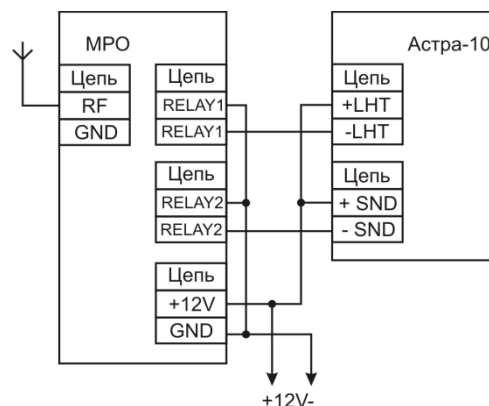 МРО
Цепь
RF
GND
Цепь
RELAY1
RELAY1
Цепь
RELAY2
RELAY2
Цепь
+12V
GND
Астра-10
Цепь
+LHT
-LHT
Цепь
+ SND
- SND
+12V-